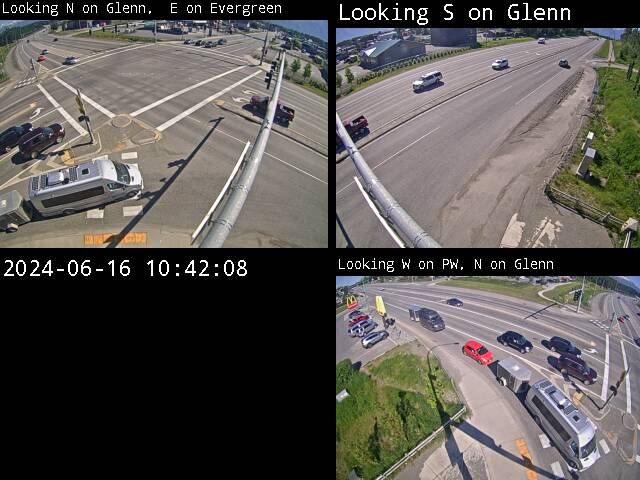 Looking N on Glenn,  E on Evergreen
Looking S on Glenn
2024-06-16 10:42:08
Looking W on PW, N on Glenn